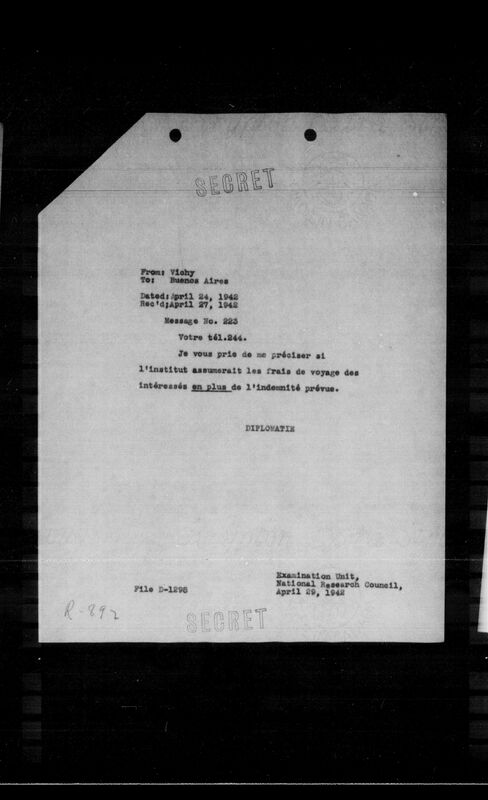 SECRET
From: Vichy
To: Buenos Aires
Dated:April 24, 1942
Rec'd:April 27, 1942
Message No. 223
Votre tél.244.
Je vous prie de me préciser si
l'institut assumerait les frais de voyage des
intéressés en plus de l'indemnité prévue.
DIPLOMATIE
Examination Unit,
National Research Council,
April 29, 1942
File D-1298
R-892
SECRET